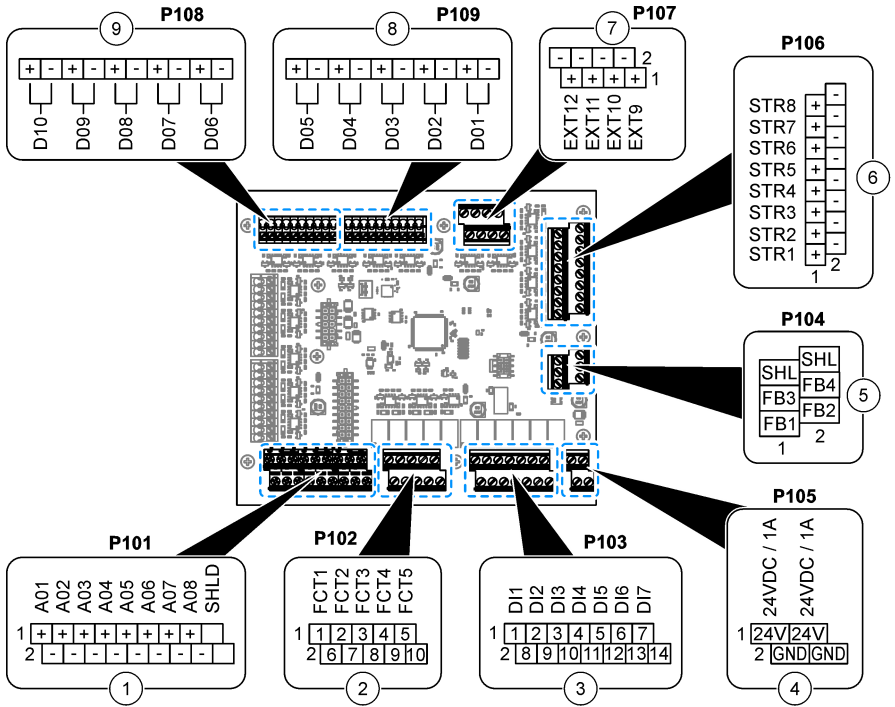 P108
9
+ - + - + - + - + -
D10 D09 D08 D07 D06
P109
8
+ - + - + - + - + -
D05 D04 D03 D02 D01
P107
7
- - - - 2
+ + + + 1
EXT12 EXT11 EXT10 EXT9
P106
-
STR8 + -
STR7 + -
STR6 + -
STR5 + -
STR4 + -
STR3 + -
STR2 + -
STR1 +
1 2
6
P104
SHL
SHL FB4
FB3 FB2
FB1
1 2
5
P101
A01 A02 A03 A04 A05 A06 A07 A08 SHLD
1 + + + + + + + +
2 - - - - - - - -
1
P102
FCT1 FCT2 FCT3 FCT4 FCT5
1 1 2 3 4 5
2 6 7 8 9 10
2
P103
DI1 DI2 DI3 DI4 DI5 DI6 DI7
1 1 2 3 4 5 6 7
2 8 9 10 11 12 13 14
3
P105
24VDC / 1A 24VDC / 1A
1 24V 24V
2 GND GND
4